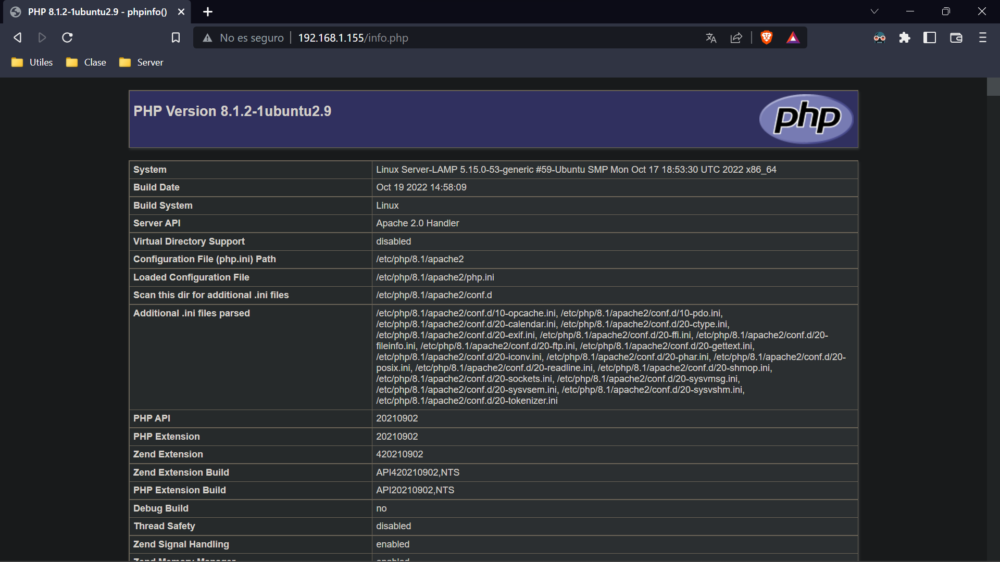 PHP 8.1.2-1ubuntu2.9 - phpinfo()
No es seguro 192.168.1.155/info.php
Utiles Clase Server
PHP Version 8.1.2-1ubuntu2.9
php
System Linux Server-LAMP 5.15.0-53-generic #59-Ubuntu SMP Mon Oct 17 18:53:30 UTC 2022 x86_64
Build Date Oct 19 2022 14:58:09
Build System Linux
Server API Apache 2.0 Handler
Virtual Directory Support disabled
Configuration File (php.ini) Path /etc/php/8.1/apache2
Loaded Configuration File /etc/php/8.1/apache2/php.ini
Scan this dir for additional .ini files /etc/php/8.1/apache2/conf.d
Additional .ini files parsed /etc/php/8.1/apache2/conf.d/10-opcache.ini, /etc/php/8.1/apache2/conf.d/10-pdo.ini,
/etc/php/8.1/apache2/conf.d/20-calendar.ini, /etc/php/8.1/apache2/conf.d/20-ctype.ini,
/etc/php/8.1/apache2/conf.d/20-exif.ini, /etc/php/8.1/apache2/conf.d/20-ffi.ini, /etc/php/8.1/apache2/conf.d/20-
fileinfo.ini, /etc/php/8.1/apache2/conf.d/20-ftp.ini, /etc/php/8.1/apache2/conf.d/20-gettext.ini,
/etc/php/8.1/apache2/conf.d/20-iconv.ini, /etc/php/8.1/apache2/conf.d/20-phar.ini, /etc/php/8.1/apache2/conf.d/20-
posix.ini, /etc/php/8.1/apache2/conf.d/20-readline.ini, /etc/php/8.1/apache2/conf.d/20-shmop.ini,
/etc/php/8.1/apache2/conf.d/20-sockets.ini, /etc/php/8.1/apache2/conf.d/20-sysvmsg.ini,
/etc/php/8.1/apache2/conf.d/20-sysvsem.ini, /etc/php/8.1/apache2/conf.d/20-sysvshm.ini,
/etc/php/8.1/apache2/conf.d/20-tokenizer.ini
PHP API 20210902
PHP Extension 20210902
Zend Extension 420210902
Zend Extension Build API420210902,NTS
PHP Extension Build API20210902,NTS
Debug Build no
Thread Safety disabled
Zend Signal Handling enabled
Zend Memory Manager enabled